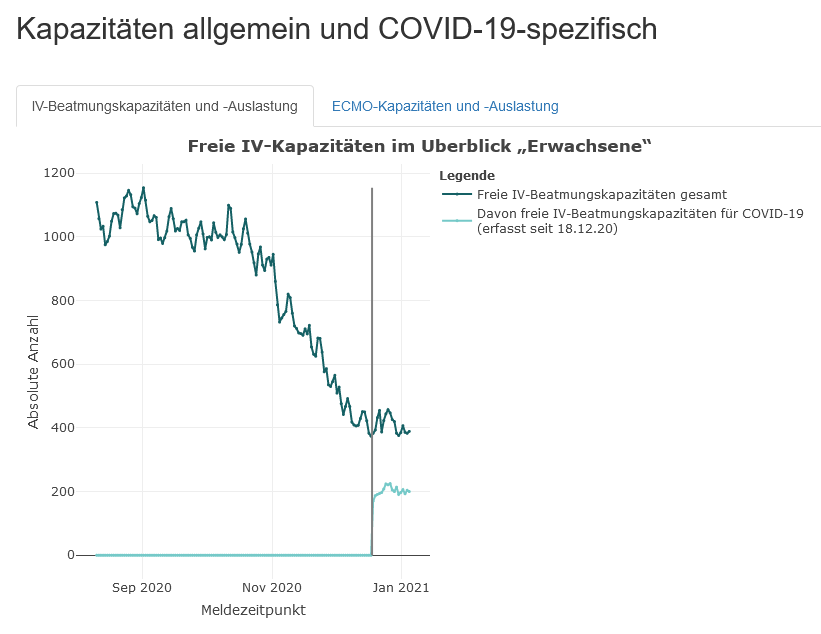 Kapazitäten allgemein und COVID-19-spezifisch
IV-Beatmungskapazitäten und -Auslastung
ECMO-Kapazitäten und -Auslastung
Freie IV-Kapazitäten im Uberblick „Erwachsene“
Legende
Freie IV-Beatmungskapazitäten gesamt
Davon freie IV-Beatmungskapazitäten für COVID-19
(erfasst seit 18.12.20)
Absolute Anzahl
1200
1000
800
600
400
200
0
Sep 2020
Nov 2020
Jan 2021
Meldezeitpunkt